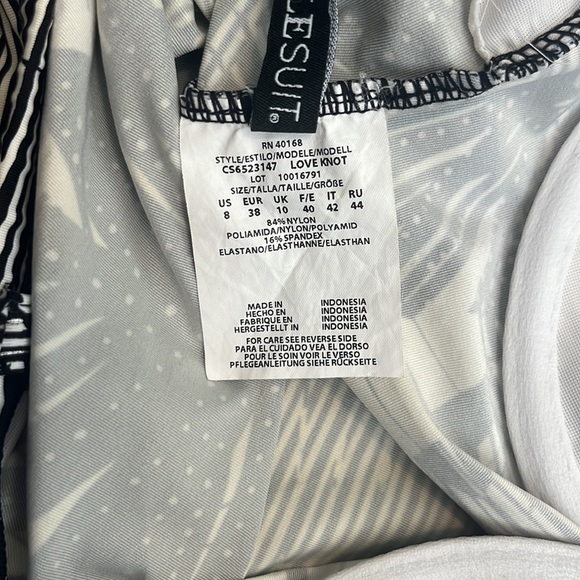 LESUIT®
RN 40168
STYLE/ESTILO/MODELE/MODELL
CS6523147 LOVE KNOT
LOT 10016791
SIZE/TALLA/TAILLE/GRÖßE
US EUR UK F/E IT RU
8 38 10 40 42 44
84% NYLON
POLIAMIDA/NYLON/POLYAMID
16% SPANDEX
ELASTANO/ELASTHANNE/ELASTHAN
MADE IN INDONESIA
HECHO EN INDONESIA
FABRIQUE EN INDONESIA
HERGESTELLT IN INDONESIA
FOR CARE SEE REVERSE SIDE
PARA EL CUIDADO VEA EL DORSO
POUR LE SOIN VOIR LE VERSO
PFLEGEANLEITUNG SIEHE RÜCKSEITE